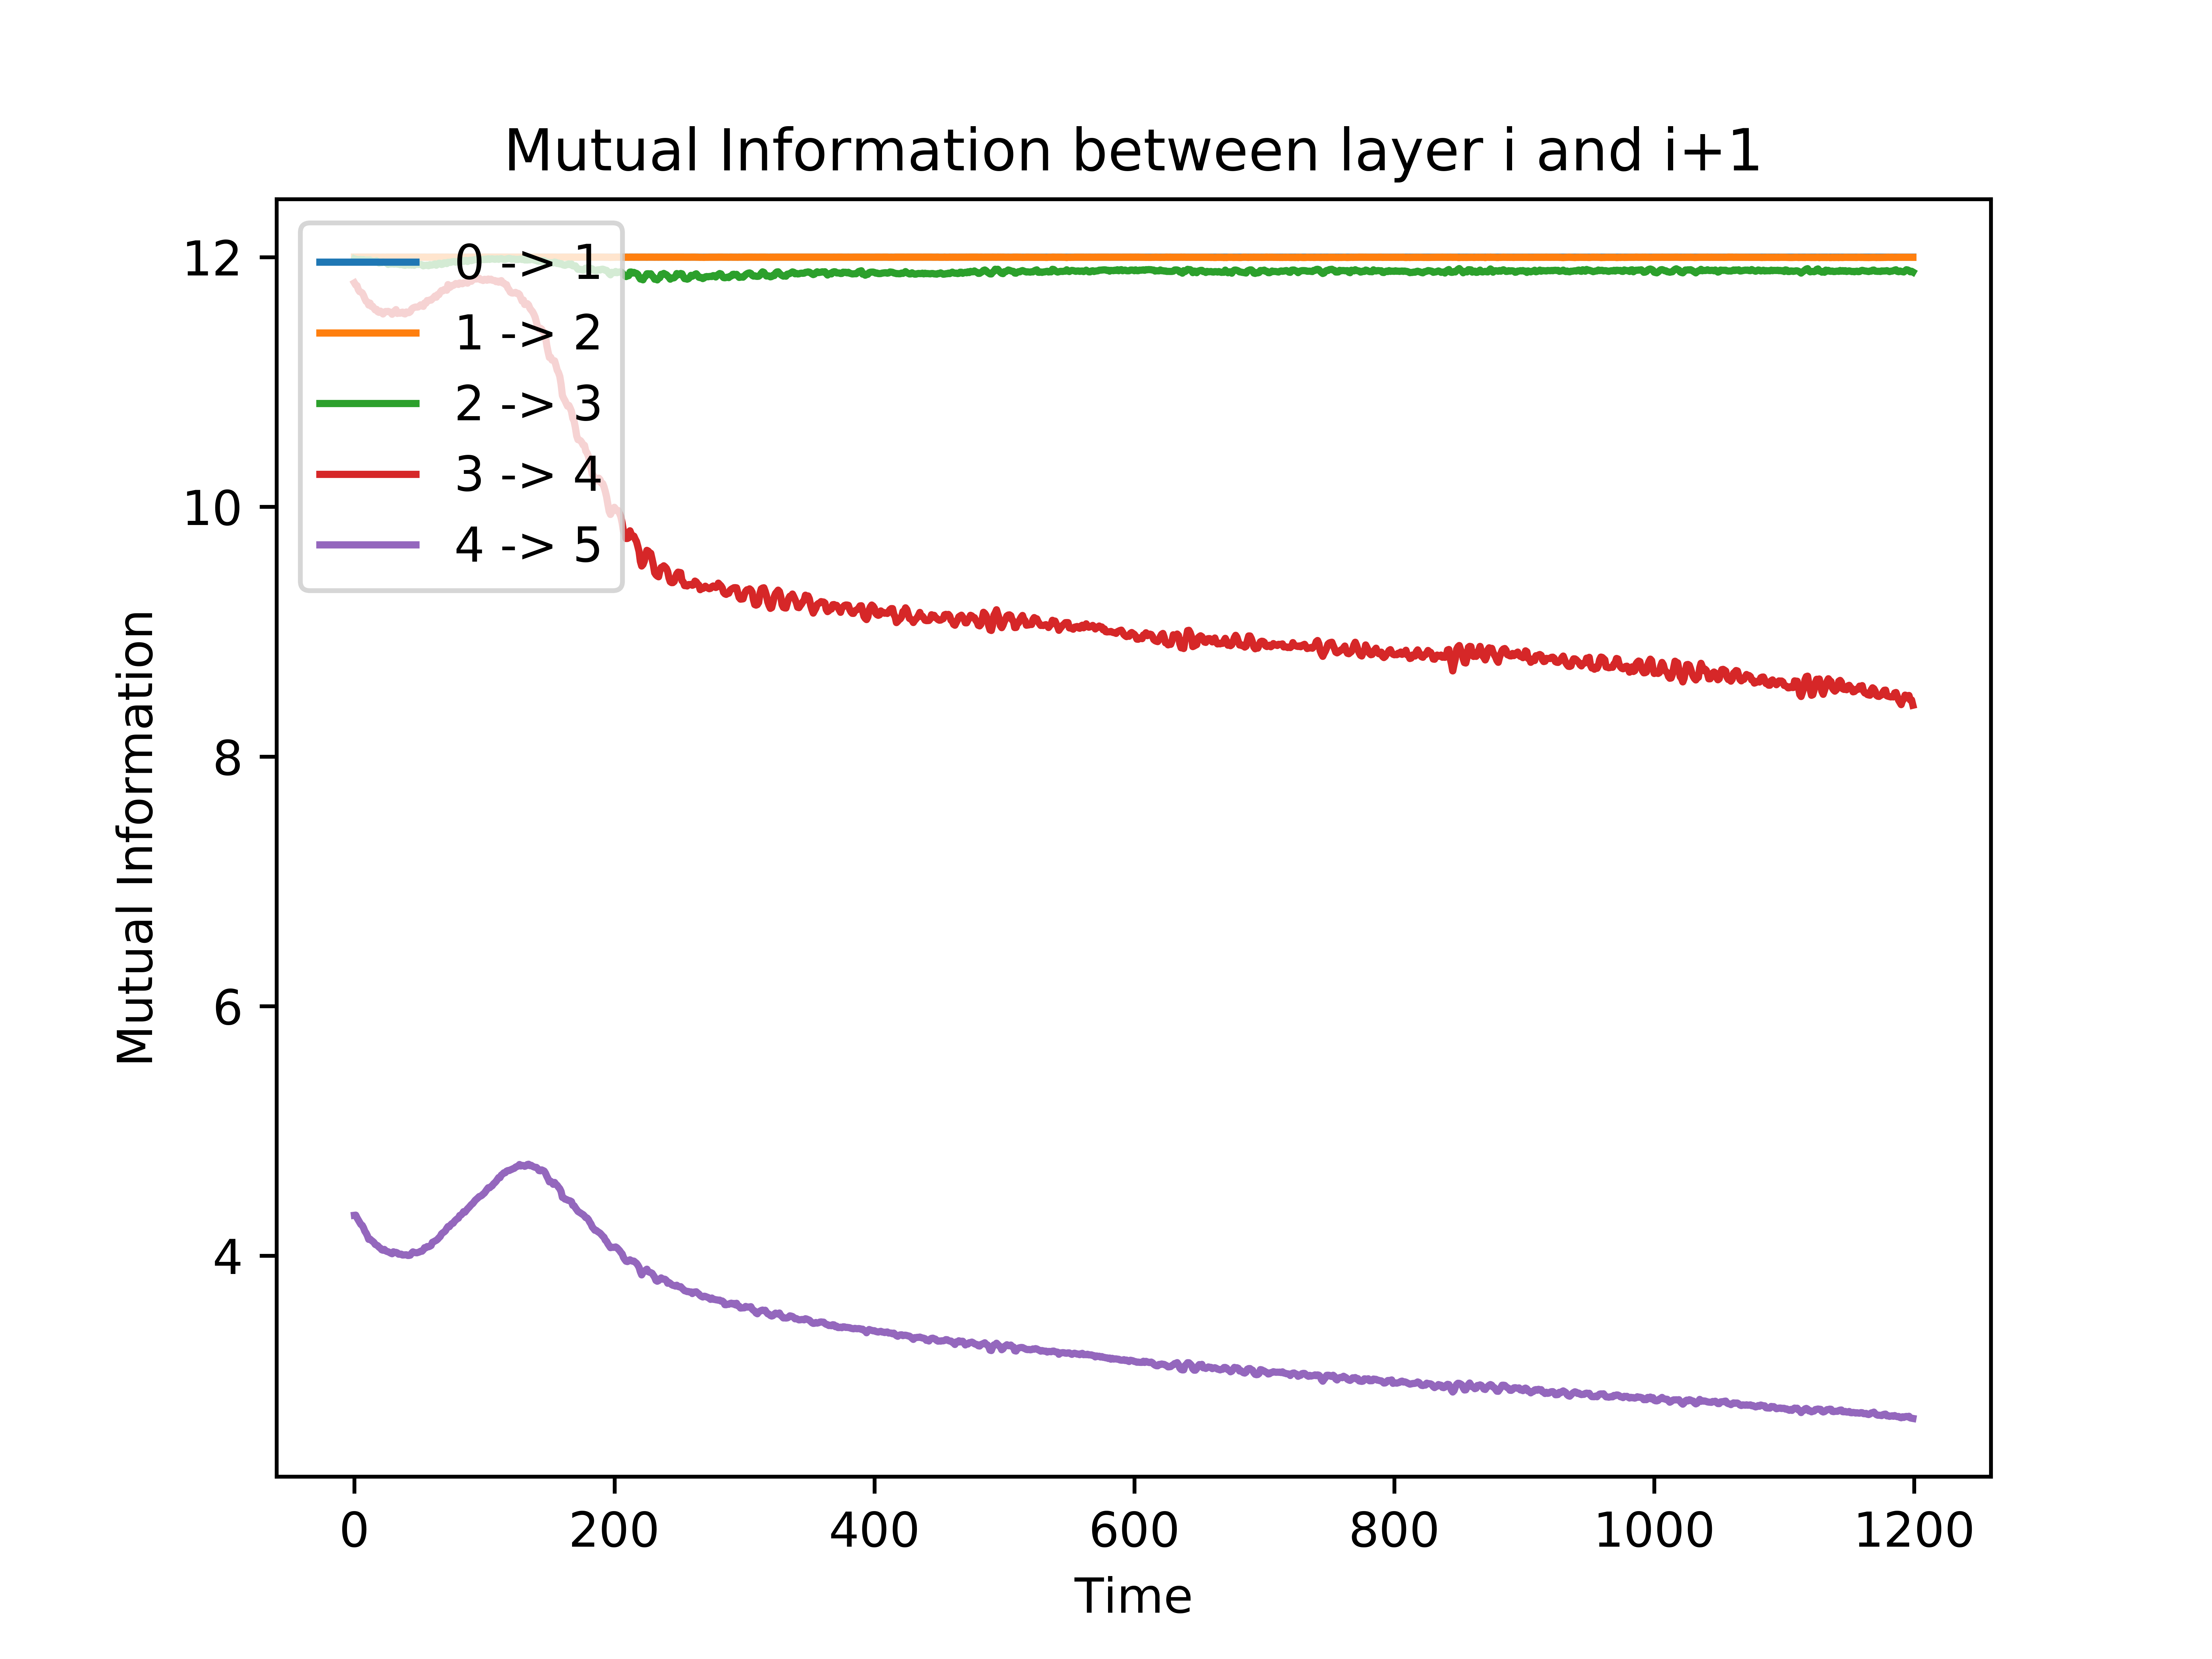 Mutual Information between layer i and i+1
0 -> 1
1 -> 2
2 -> 3
3 -> 4
4 -> 5
12
10
8
6
4
Mutual Information
0 200 400 600 800 1000 1200
Time